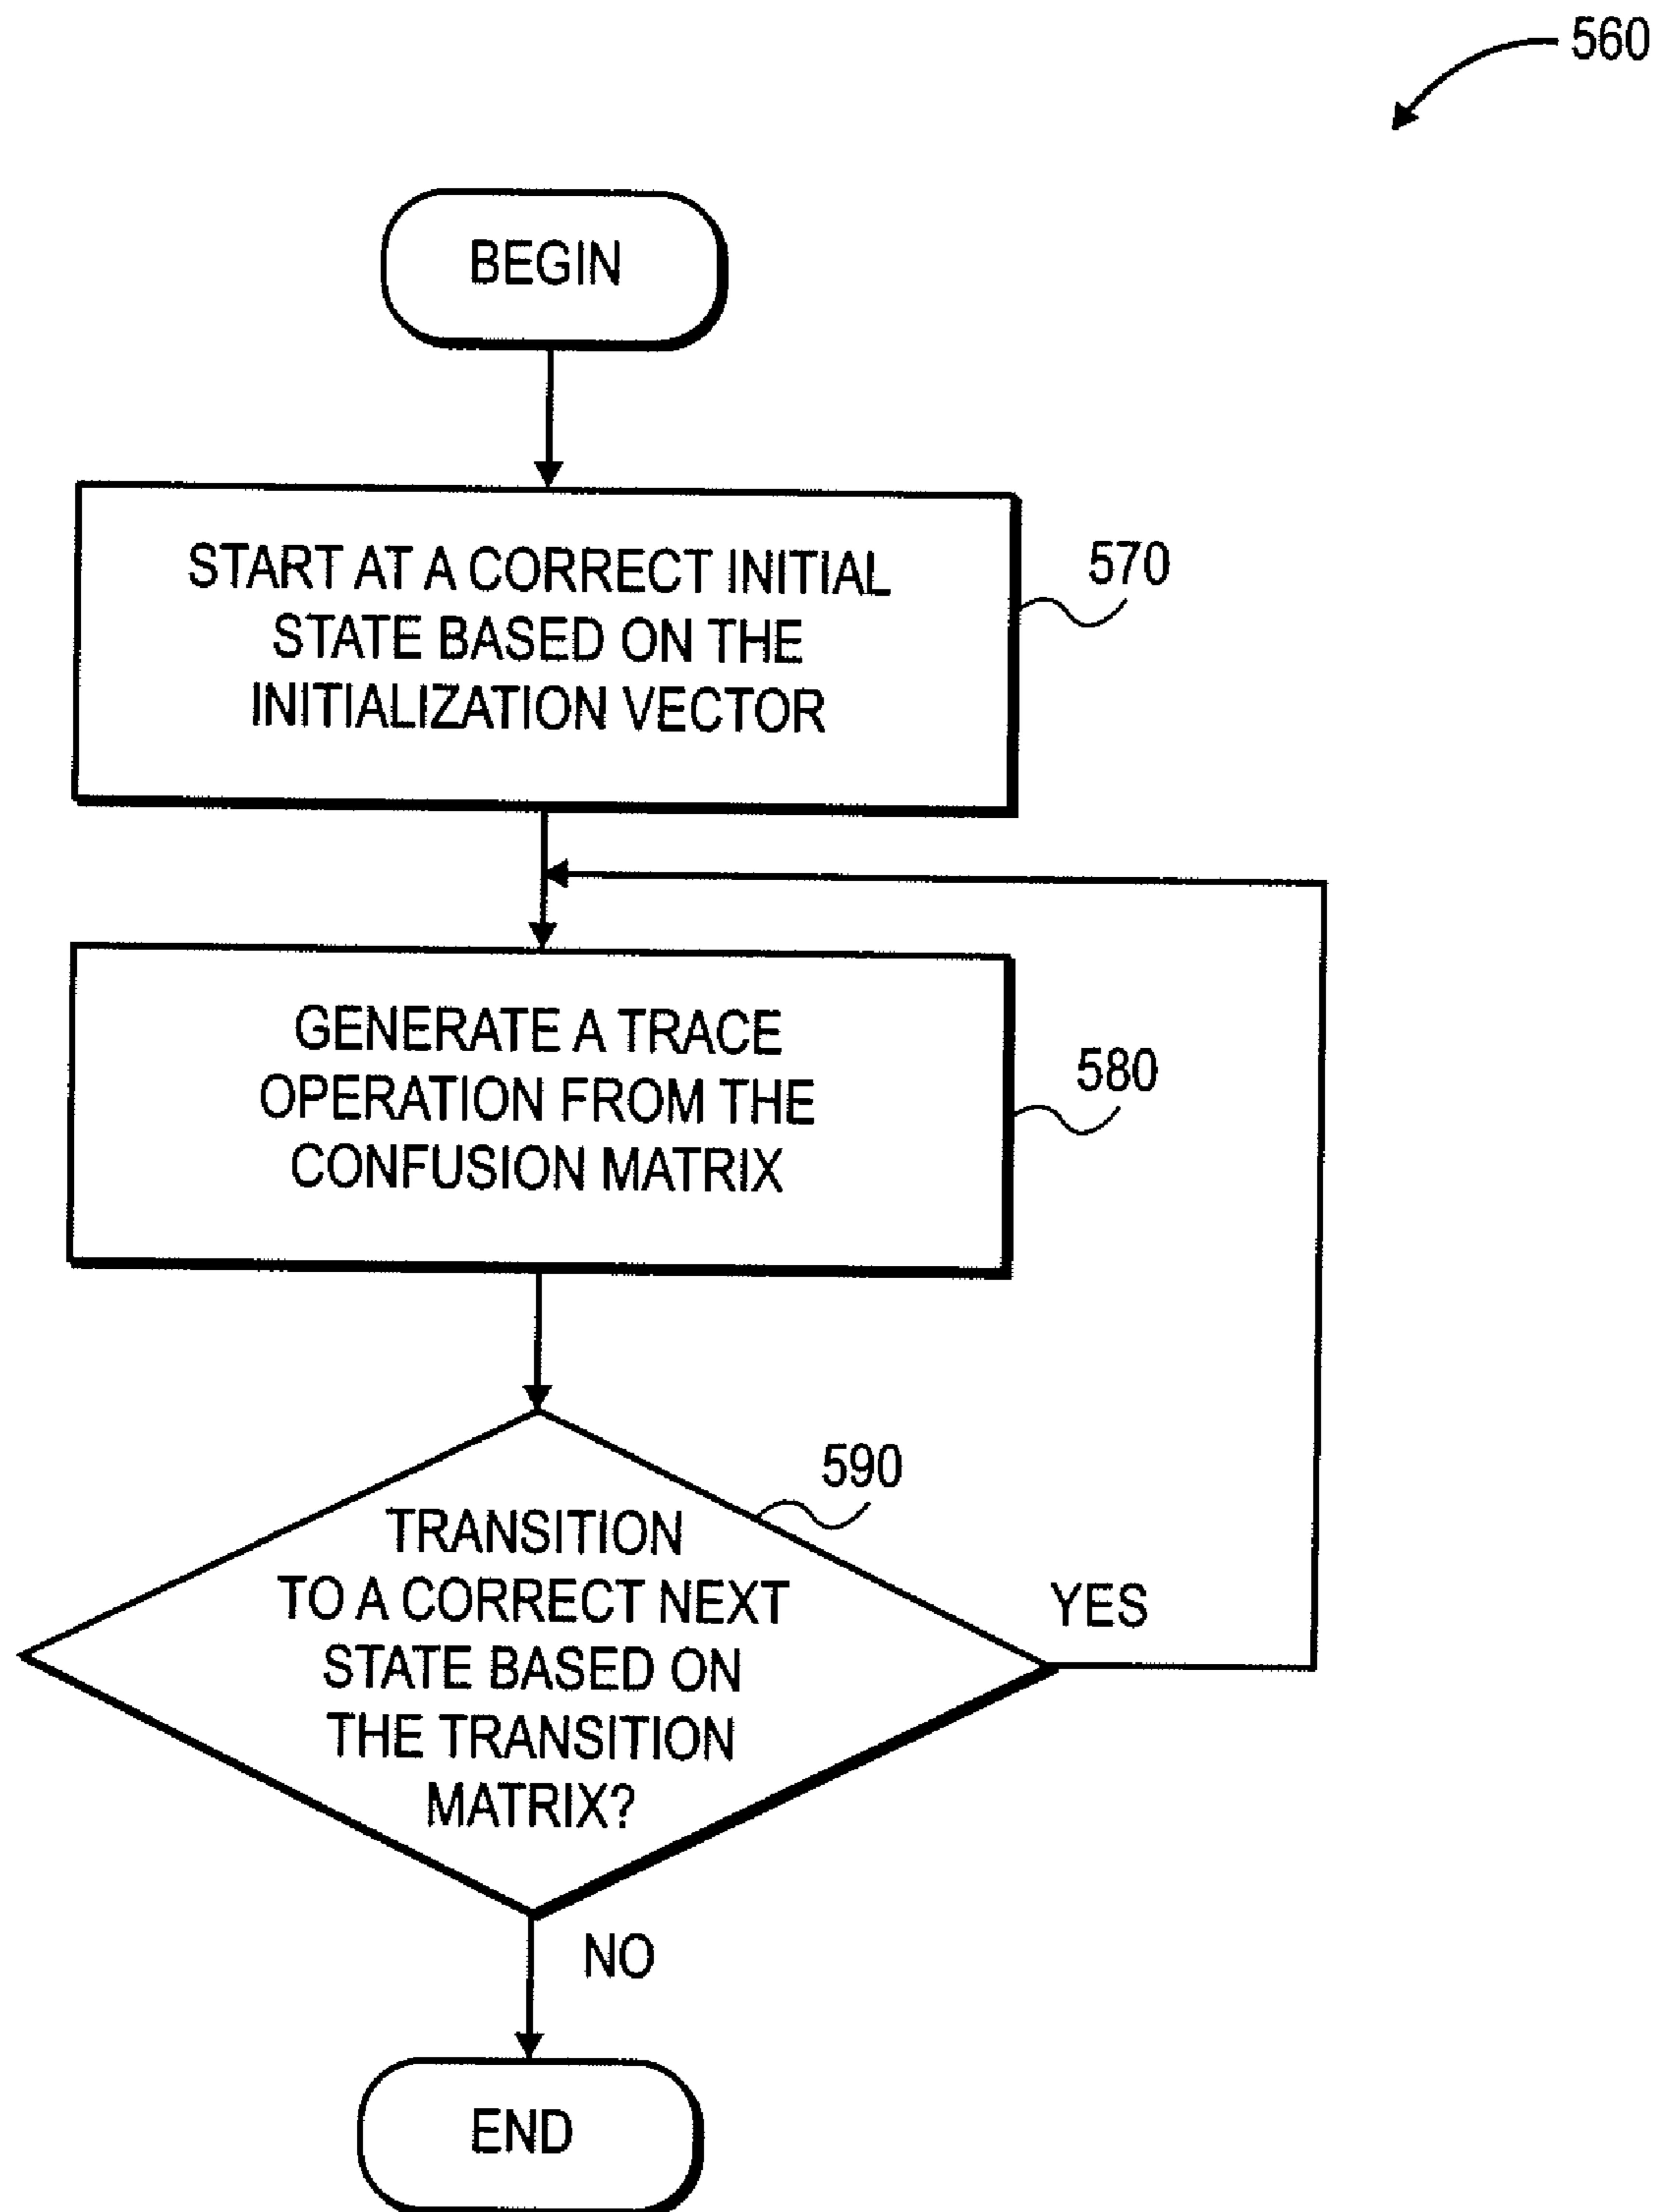 560
BEGIN
START AT A CORRECT INITIAL
STATE BASED ON THE
INITIALIZATION VECTOR
570
GENERATE A TRACE
OPERATION FROM THE
CONFUSION MATRIX
580
590
TRANSITION
TO A CORRECT NEXT
STATE BASED ON
THE TRANSITION
MATRIX?
YES
NO
END